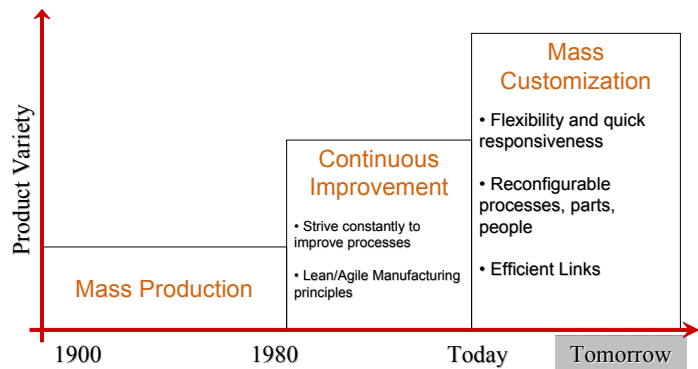 Product Variety
Mass Production
Continuous
Improvement
• Strive constantly to
improve processes
• Lean/Agile Manufacturing
principles
Mass
Customization
• Flexibility and quick
responsiveness
• Reconfigurable
processes, parts,
people
• Efficient Links
1900
1980
Today
Tomorrow